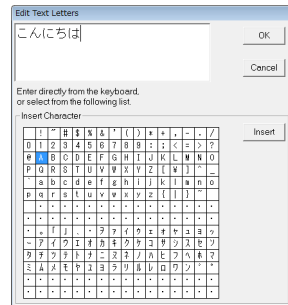 Edit Text Letters
こんにちは
OK
Cancel
Enter directly from the keyboard,
or select from the following list.
Insert Character
Insert
! " # $ % & ' ( ) * + , - . /
0 1 2 3 4 5 6 7 8 9 : ; < = > ?
@ A B C D E F G H I J K L M N O
P Q R S T U V W X Y Z [ ¥ ] ^ _
` a b c d e f g h i j k l m n o
p q r s t u v w x y z { | } ~
・ ・ ・ ・ ・ ・ ・ ・ ・ ・ ・ ・ ・ ・ ・ ・
・ ・ ・ ・ ・ ・ ・ ・ ・ ・ ・ ・ ・ ・ ・ ・
・ 。 「 」 、 ・ ヲ ァ ィ ゥ ェ ォ ャ ュ ョ ッ
ー ア イ ウ エ オ カ キ ク ケ コ サ シ ス セ ソ
タ チ ツ テ ト ナ ニ ヌ ネ ノ ハ ヒ フ ヘ ホ マ
ミ ム メ モ ヤ ユ ヨ ラ リ ル レ ロ ワ ン ゛ ゜
・ ・ ・ ・ ・ ・ ・ ・ ・ ・ ・ ・ ・ ・ ・ ・
・ ・ ・ ・ ・ ・ ・ ・ ・ ・ ・ ・ ・ ・ ・ ・